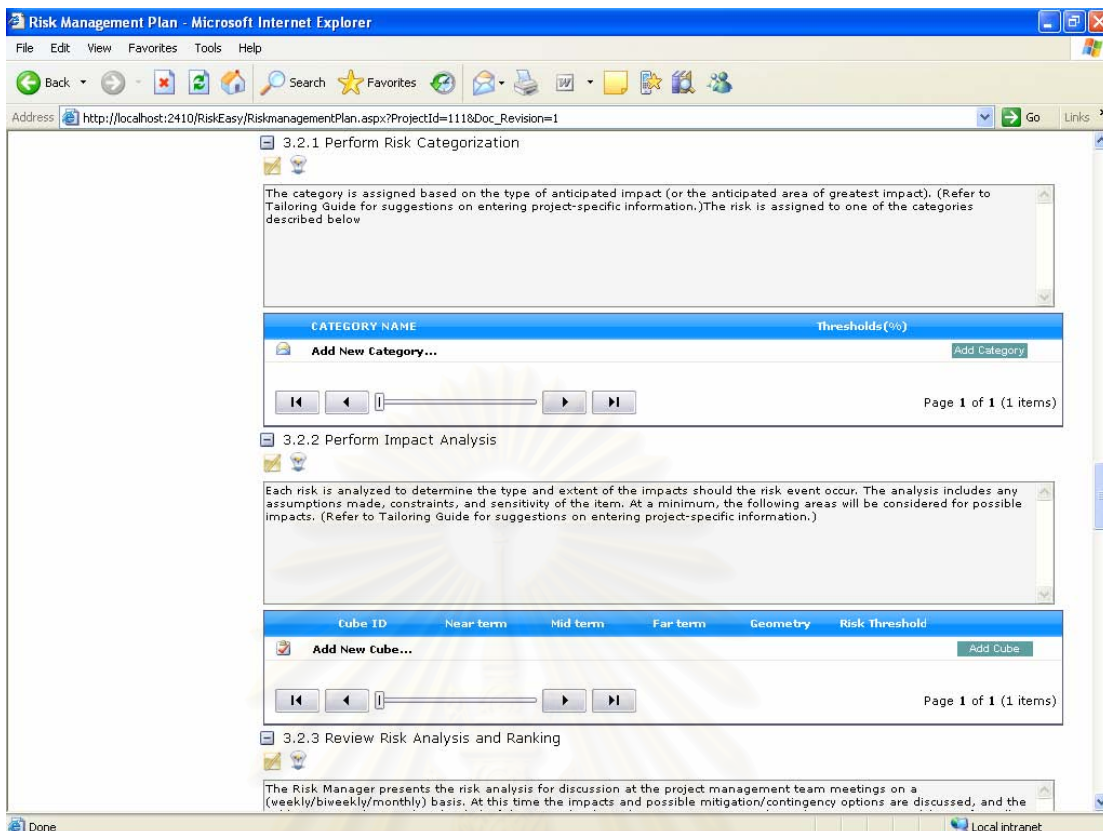 Risk Management Plan - Microsoft Internet Explorer
File Edit View Favorites Tools Help
Back Search Favorites
Address http://localhost:2410/RiskEasy/RiskmanagementPlan.aspx?ProjectId=111&Doc_Revision=1 Go Links
3.2.1 Perform Risk Categorization
The category is assigned based on the type of anticipated impact (or the anticipated area of greatest impact). (Refer to
Tailoring Guide for suggestions on entering project-specific information.)The risk is assigned to one of the categories
described below
CATEGORY NAME Thresholds(%)
Add New Category... Add Category
Page 1 of 1 (1 items)
3.2.2 Perform Impact Analysis
Each risk is analyzed to determine the type and extent of the impacts should the risk event occur. The analysis includes any
assumptions made, constraints, and sensitivity of the item. At a minimum, the following areas will be considered for possible
impacts. (Refer to Tailoring Guide for suggestions on entering project-specific information.)
Cube ID Near term Mid term Far term Geometry Risk Threshold
Add New Cube... Add Cube
Page 1 of 1 (1 items)
3.2.3 Review Risk Analysis and Ranking
The Risk Manager presents the risk analysis for discussion at the project management team meetings on a
(weekly/biweekly/monthly) basis. At this time the impacts and possible mitigation/contingency options are discussed, and the
Done Local intranet